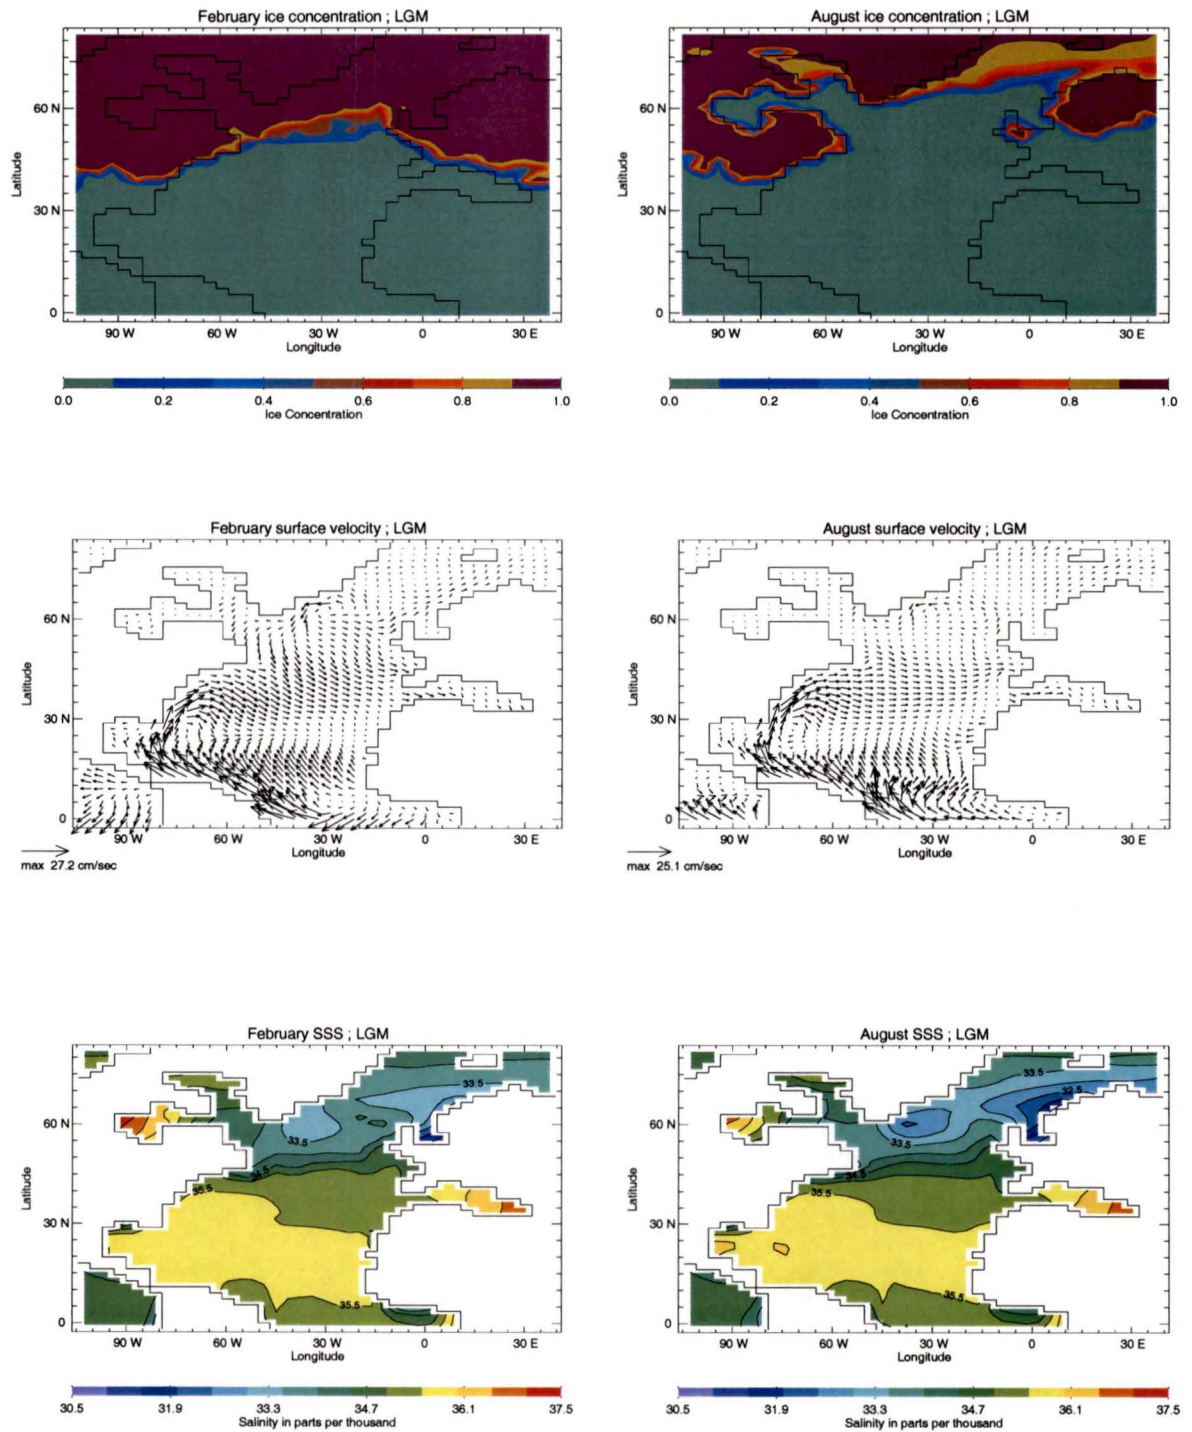 February ice concentration ; LGM
60 N
30 N
0
Latitude
90 W 60 W 30 W 0 30 E
Longitude
0.0 0.2 0.4 0.6 0.8 1.0
Ice Concentration
August ice concentration ; LGM
60 N
30 N
0
Latitude
90 W 60 W 30 W 0 30 E
Longitude
0.0 0.2 0.4 0.6 0.8 1.0
Ice Concentration
February surface velocity ; LGM
60 N
30 N
0
Latitude
90 W 60 W 30 W 0 30 E
Longitude
max 27.2 cm/sec
August surface velocity ; LGM
60 N
30 N
0
Latitude
90 W 60 W 30 W 0 30 E
Longitude
max 25.1 cm/sec
February SSS ; LGM
33.5
60 N
33.5
34.5
35.5
30 N
35.5
0
Latitude
90 W 60 W 30 W 0 30 E
Longitude
30.5 31.9 33.3 34.7 36.1 37.5
Salinity in parts per thousand
August SSS ; LGM
33.5
32.5
60 N
33.5
34.5
35.5
30 N
35.5
0
Latitude
90 W 60 W 30 W 0 30 E
Longitude
30.5 31.9 33.3 34.7 36.1 37.5
Salinity in parts per thousand